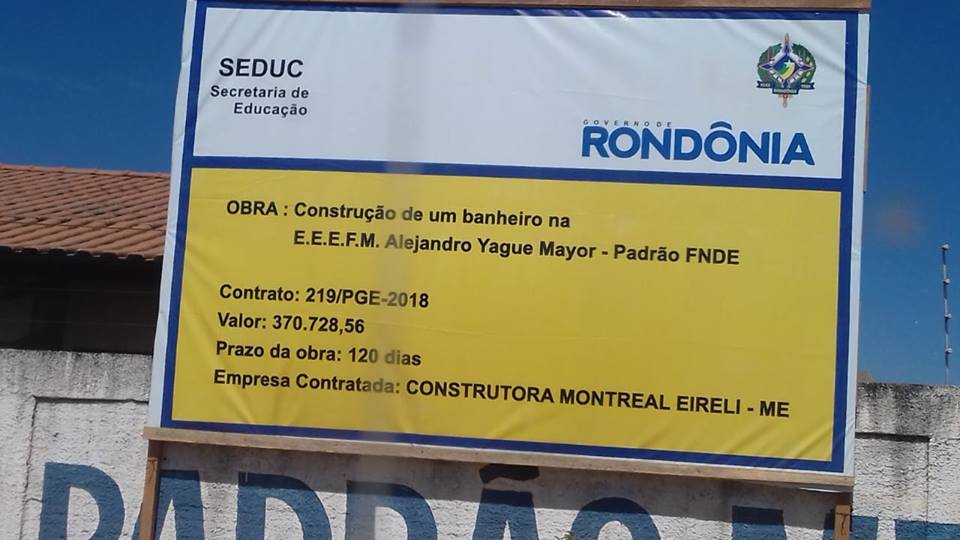 SEDUC
Secretaria de
Educação
GOVERNO DE
RONDÔNIA
OBRA : Construção de um banheiro na
E.E.E.F.M. Alejandro Yague Mayor - Padrão FNDE
Contrato: 219/PGE-2018
Valor: 370.728,56
Prazo da obra: 120 dias
Empresa Contratada: CONSTRUTORA MONTREAL EIRELI - ME
PADRÃO